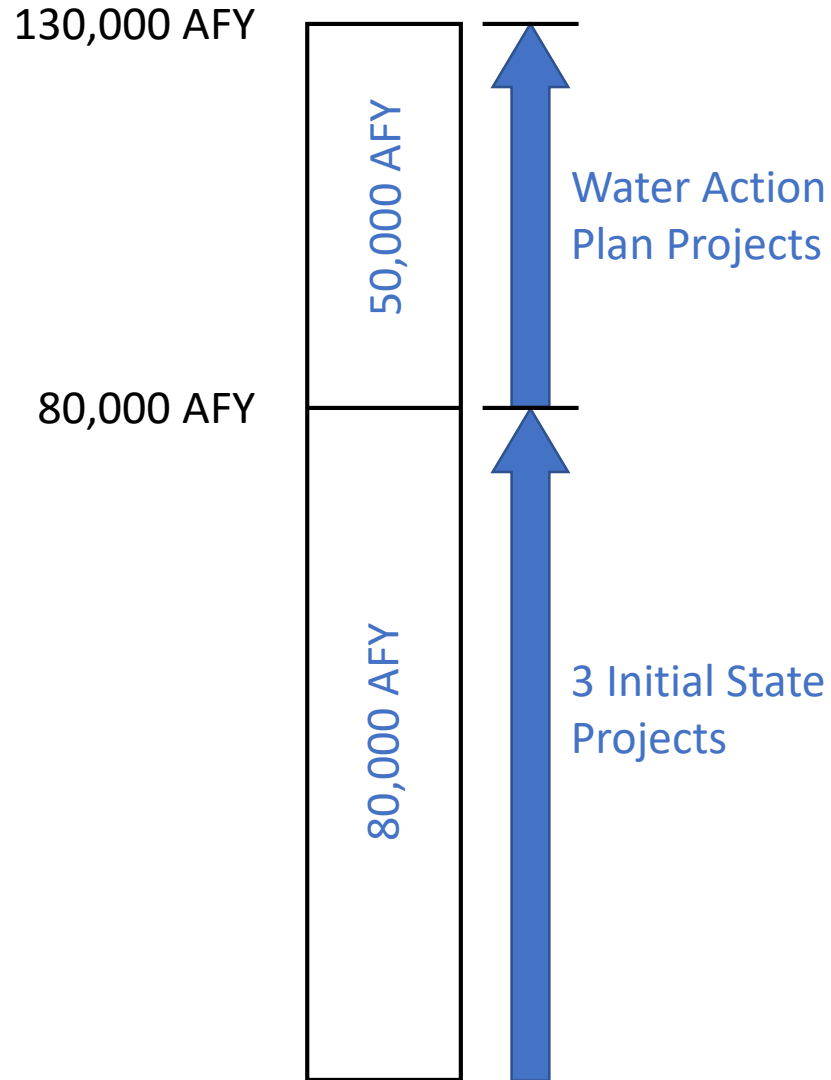 130,000 AFY
50,000 AFY
Water Action
Plan Projects
80,000 AFY
80,000 AFY
3 Initial State
Projects